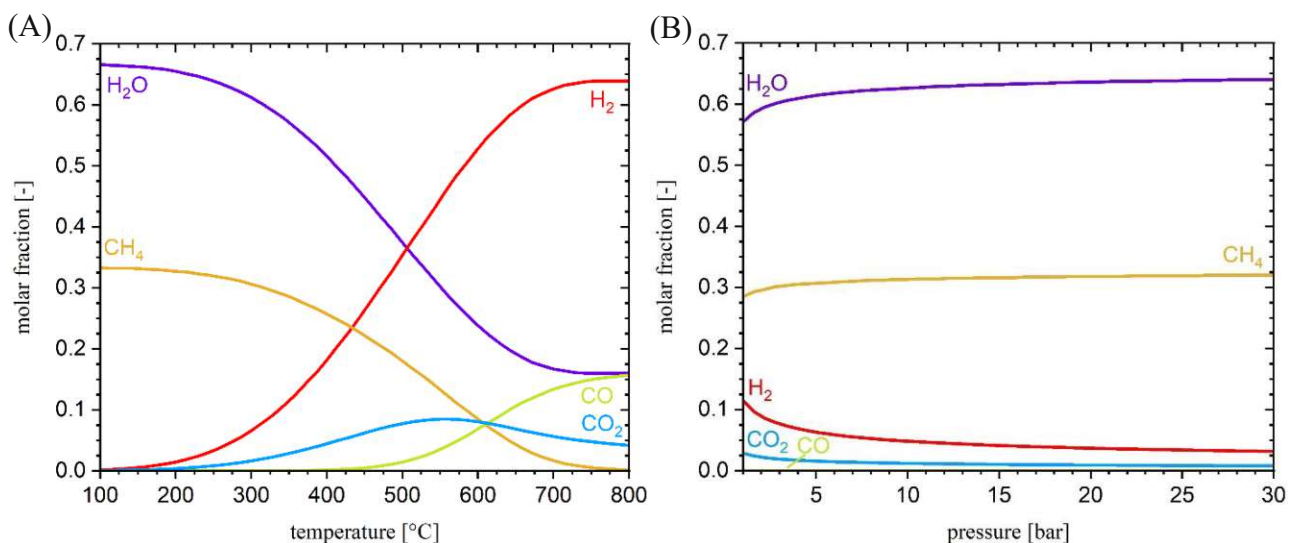 (A)
0.7
0.6
0.5
0.4
0.3
0.2
0.1
0.0
molar fraction [-]
H₂O
H₂
CH₄
CO
CO₂
100 200 300 400 500 600 700 800
temperature [°C]
(B)
0.7
0.6
0.5
0.4
0.3
0.2
0.1
0.0
molar fraction [-]
H₂O
CH₄
H₂
CO₂ CO
5 10 15 20 25 30
pressure [bar]